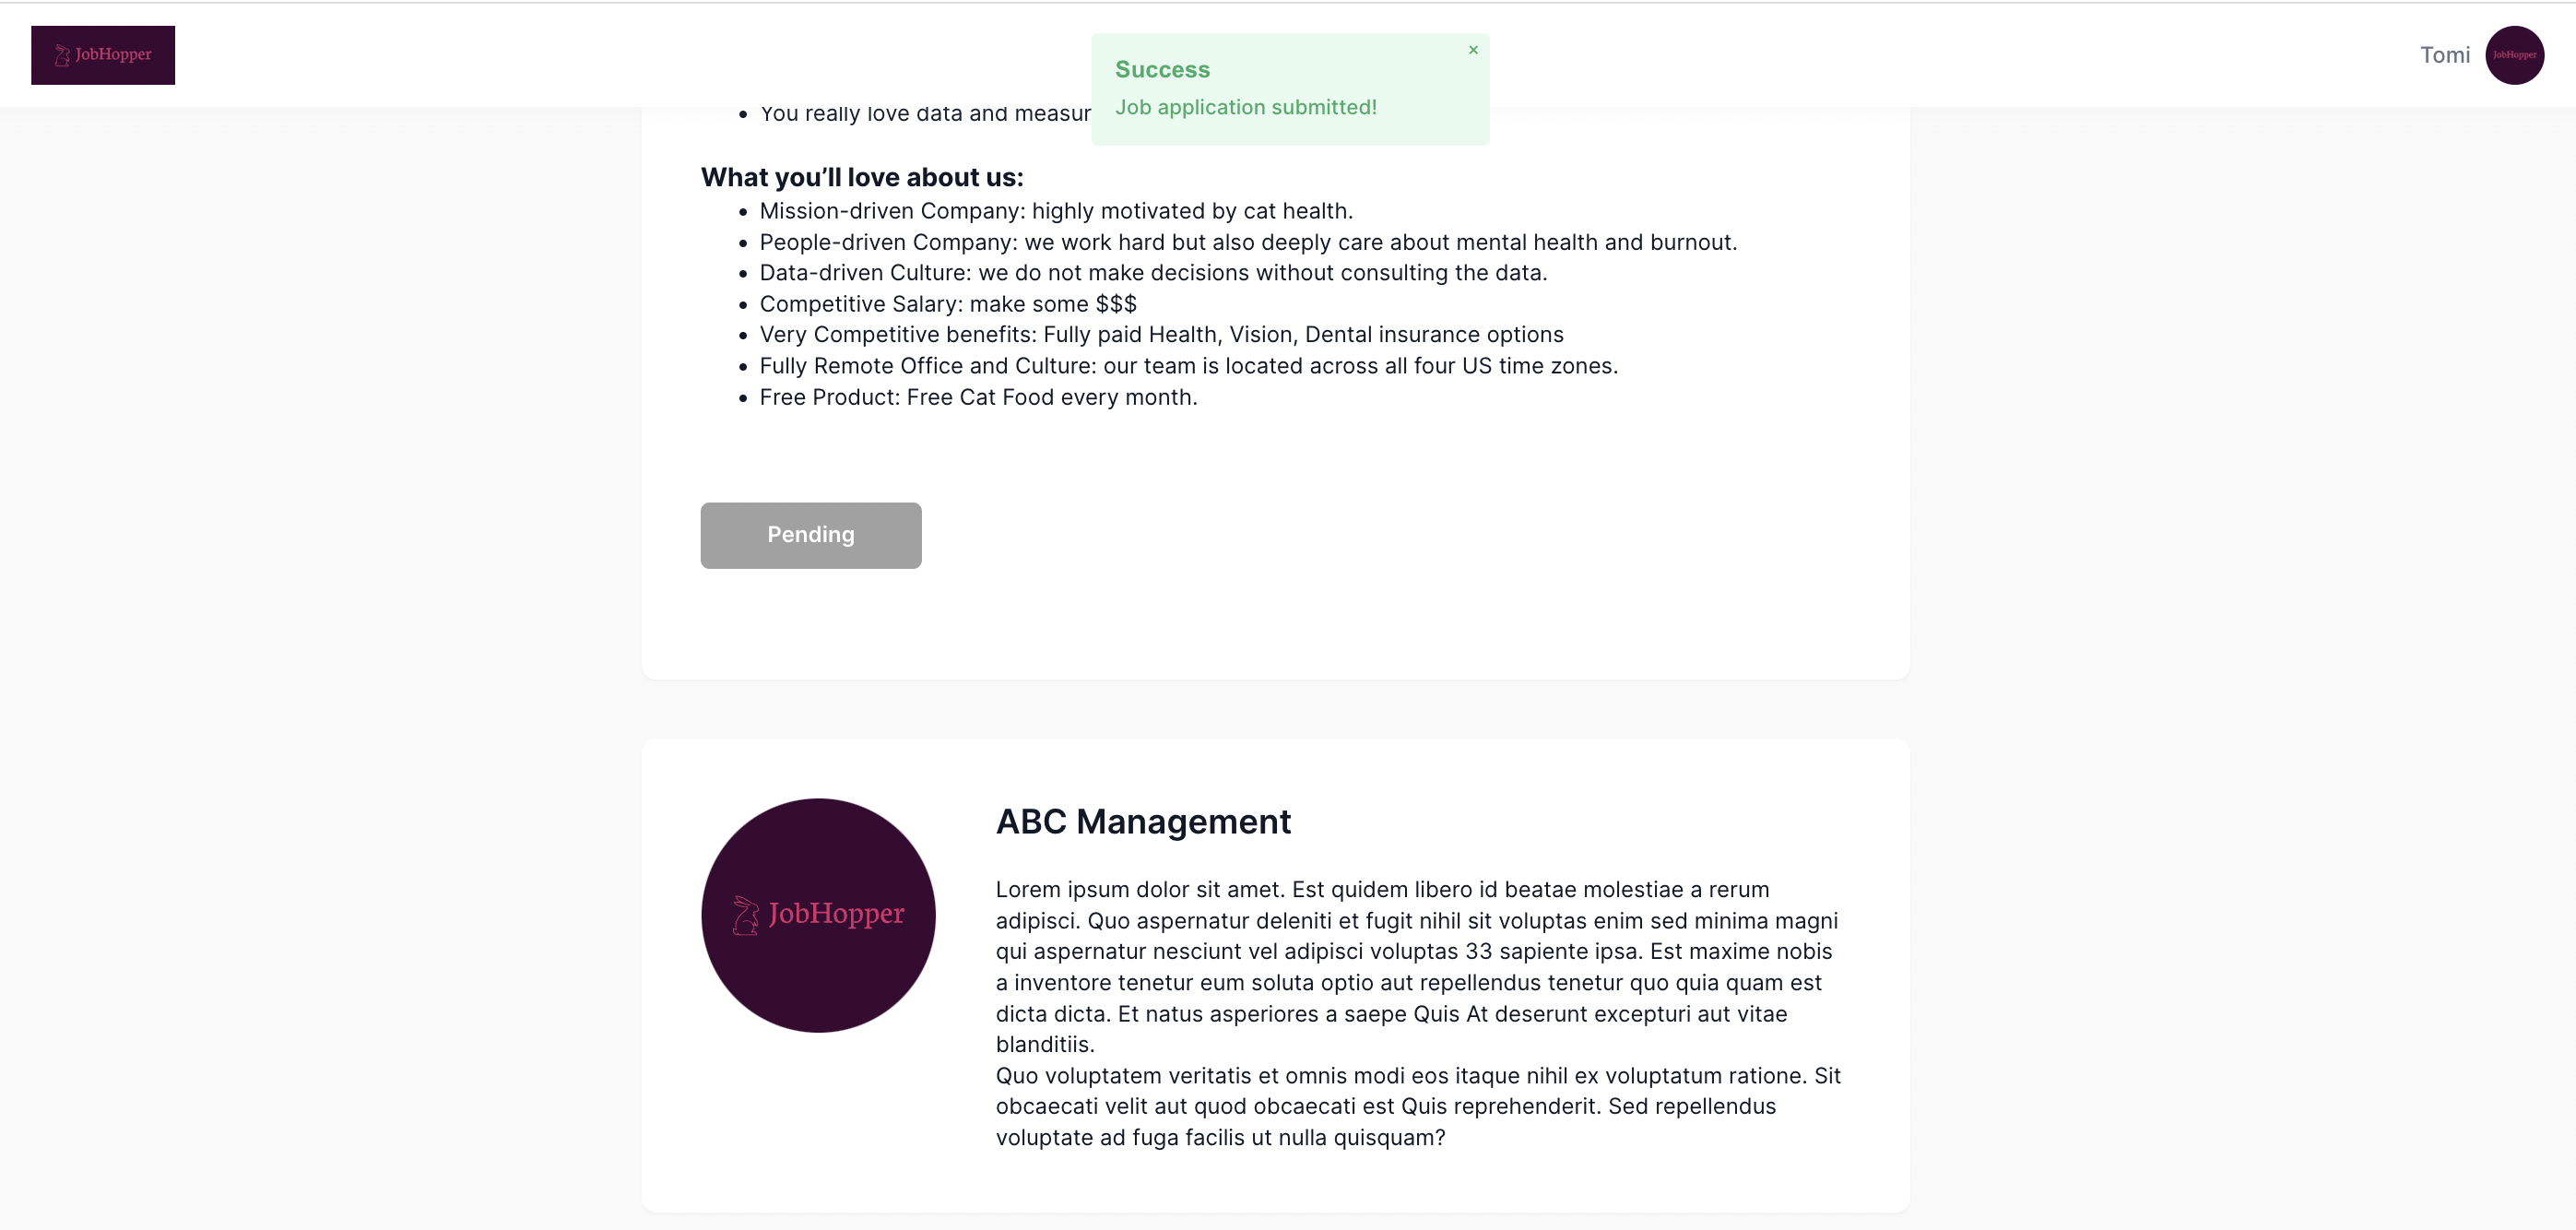 JobHopper
Success
×
Job application submitted!
Tomi
JobHopper
• You really love data and measur
What you’ll love about us:
• Mission-driven Company: highly motivated by cat health.
• People-driven Company: we work hard but also deeply care about mental health and burnout.
• Data-driven Culture: we do not make decisions without consulting the data.
• Competitive Salary: make some $$$
• Very Competitive benefits: Fully paid Health, Vision, Dental insurance options
• Fully Remote Office and Culture: our team is located across all four US time zones.
• Free Product: Free Cat Food every month.
Pending
JobHopper
ABC Management
Lorem ipsum dolor sit amet. Est quidem libero id beatae molestiae a rerum
adipisci. Quo aspernatur deleniti et fugit nihil sit voluptas enim sed minima magni
qui aspernatur nesciunt vel adipisci voluptas 33 sapiente ipsa. Est maxime nobis
a inventore tenetur eum soluta optio aut repellendus tenetur quo quia quam est
dicta dicta. Et natus asperiores a saepe Quis At deserunt excepturi aut vitae
blanditiis.
Quo voluptatem veritatis et omnis modi eos itaque nihil ex voluptatum ratione. Sit
obcaecati velit aut quod obcaecati est Quis reprehenderit. Sed repellendus
voluptate ad fuga facilis ut nulla quisquam?